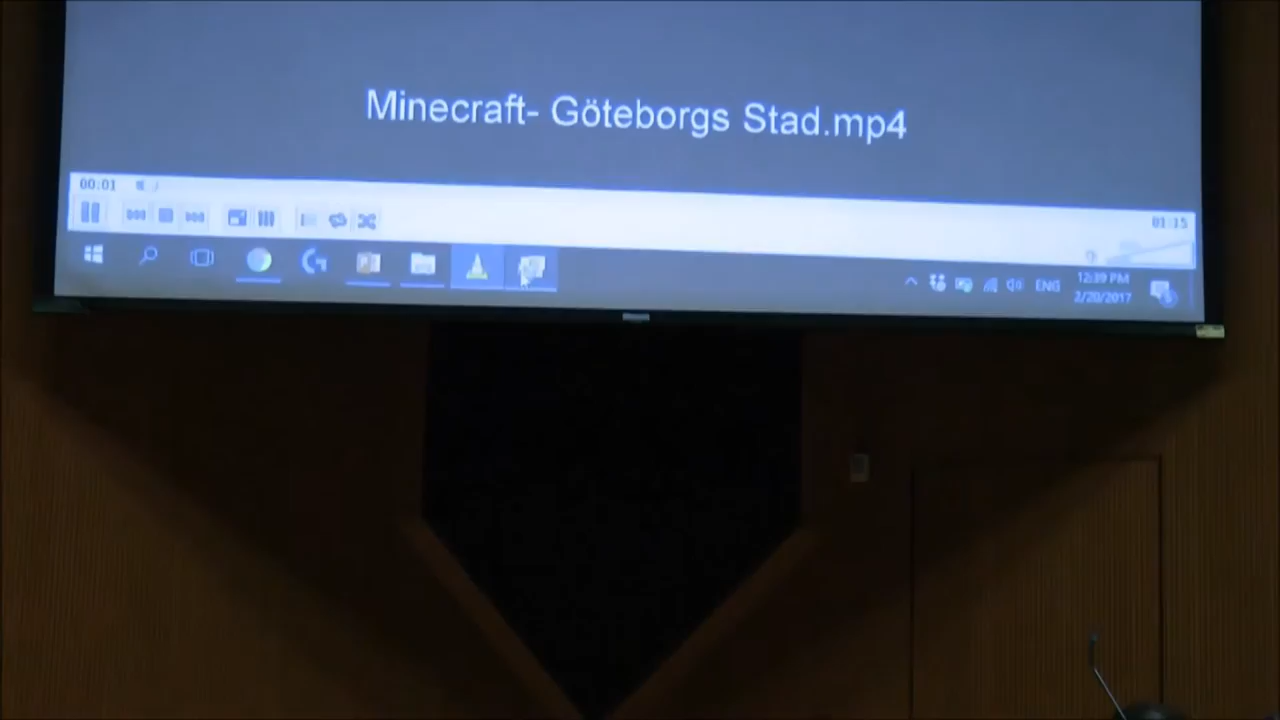 Minecraft- Göteborgs Stad.mp4
00:01
01:15
ENG
12:39 PM
2/20/2017